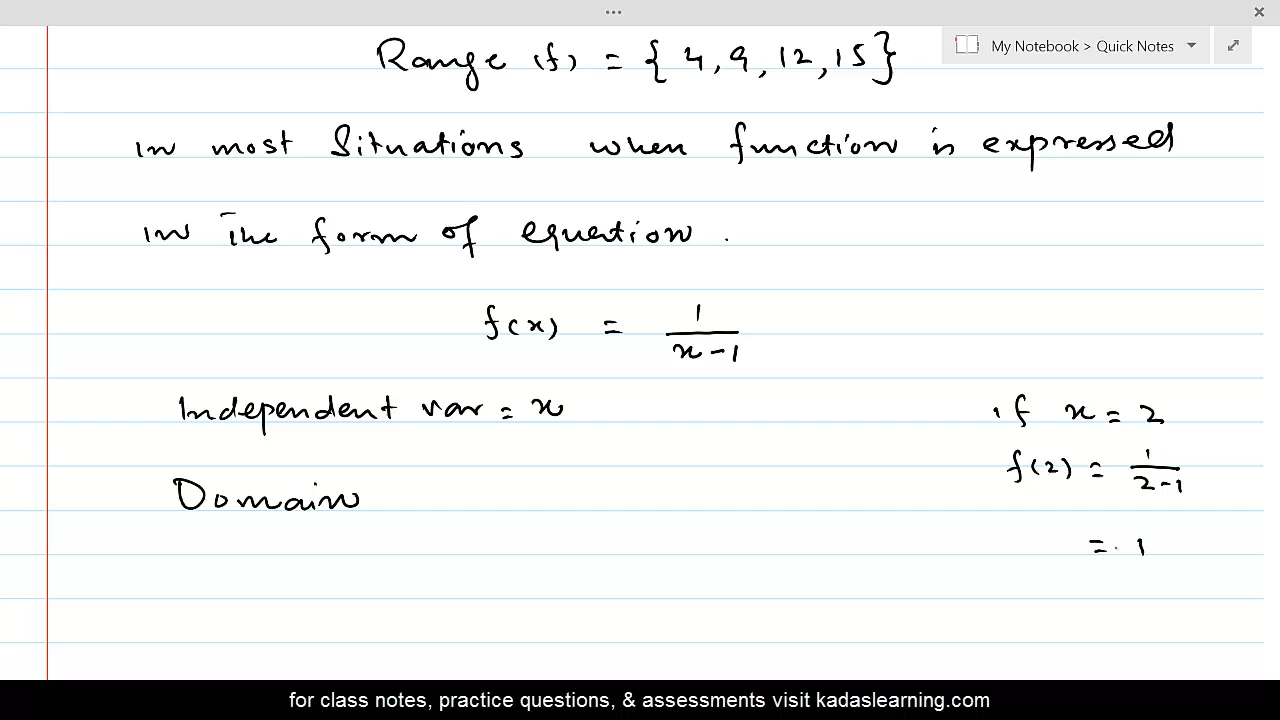 My Notebook > Quick Notes
Range (f) = { 4, 9, 12, 15 }
in most Situations when function is expressed
in The form of equation .
f(x) = 1/(x-1)
Independent var = x
Domain
if x = 2
f(2) = 1/(2-1)
= 1
for class notes, practice questions, & assessments visit kadaslearning.com